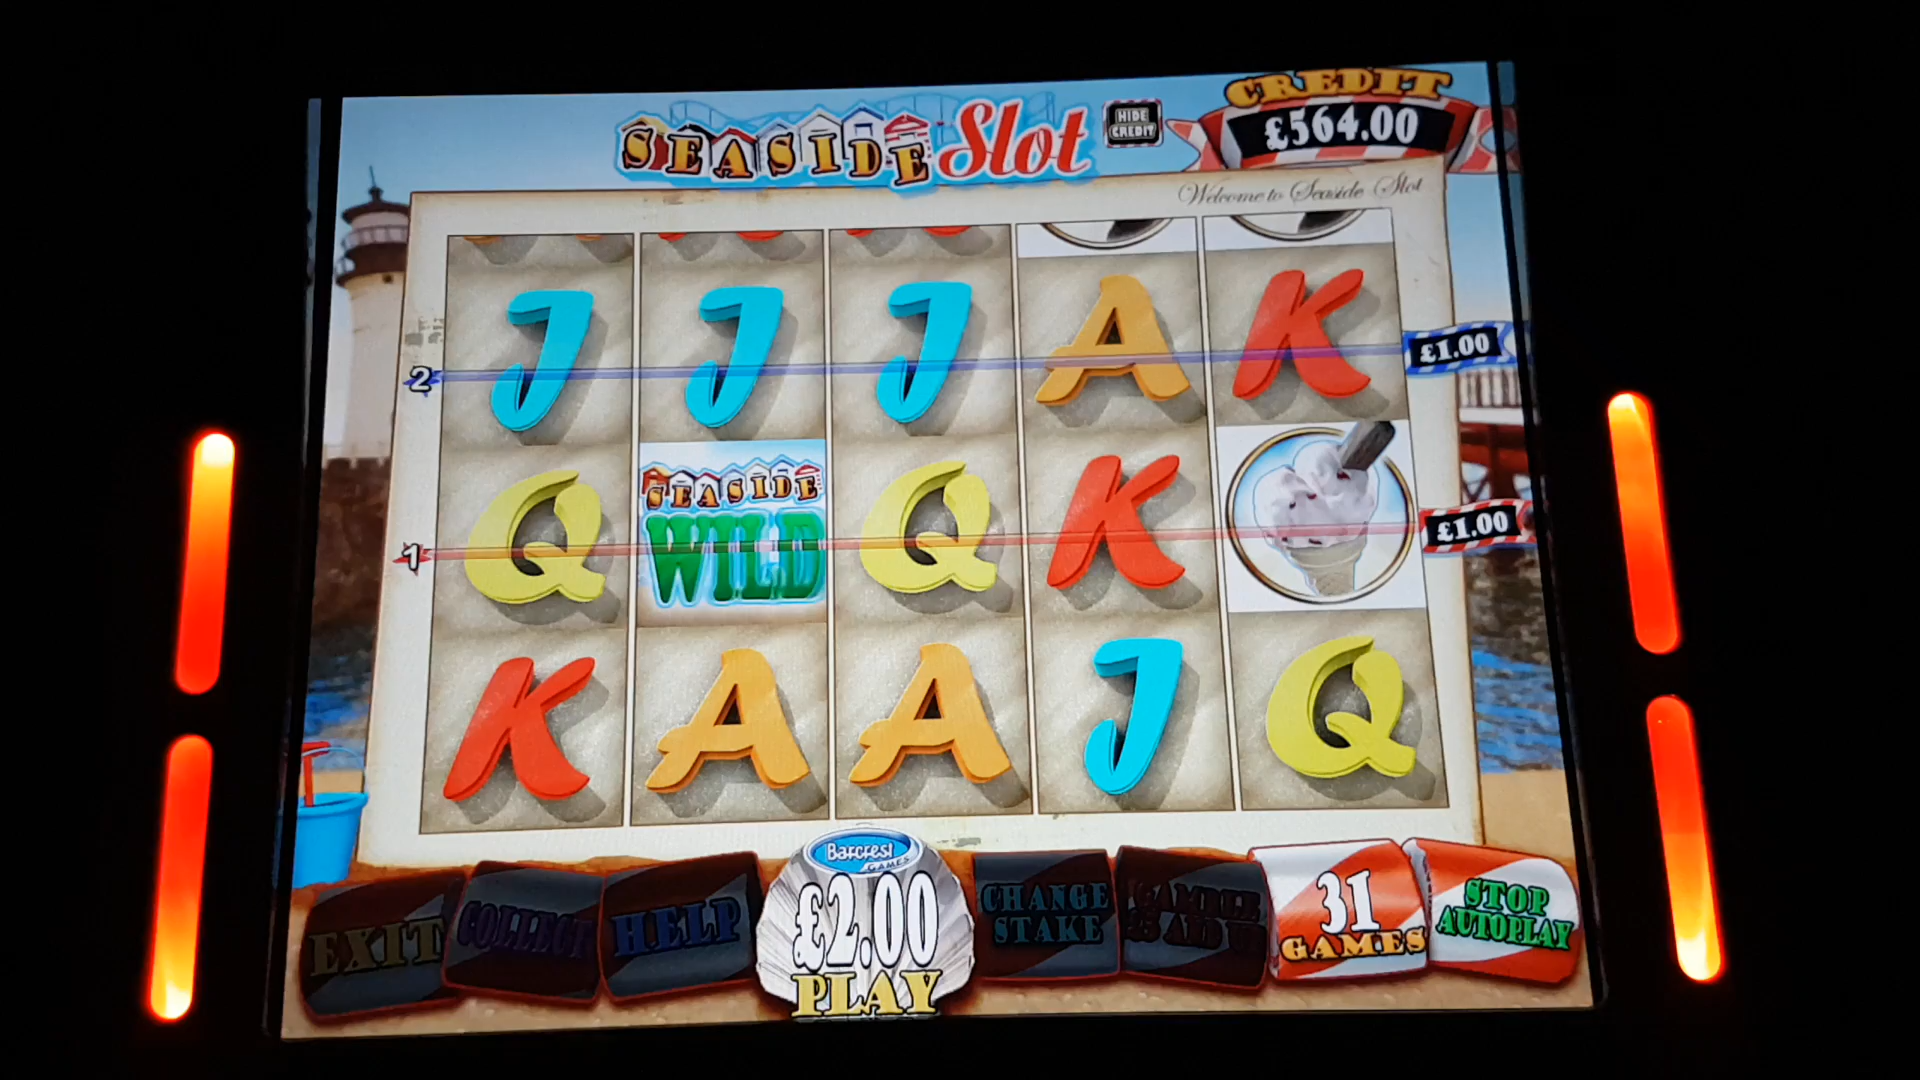 SEASIDE Slot
HIDE CREDIT
CREDIT
£564.00
Welcome to Seaside Slot
J J J A K
2
£1.00
Q
SEASIDE
WILD
Q K
1
£1.00
K A A J Q
EXIT
COLLECT
HELP
Barcrest
GAMES
£2.00
PLAY
CHANGE
STAKE
GAMBLE
31
GAMES
STOP
AUTOPLAY